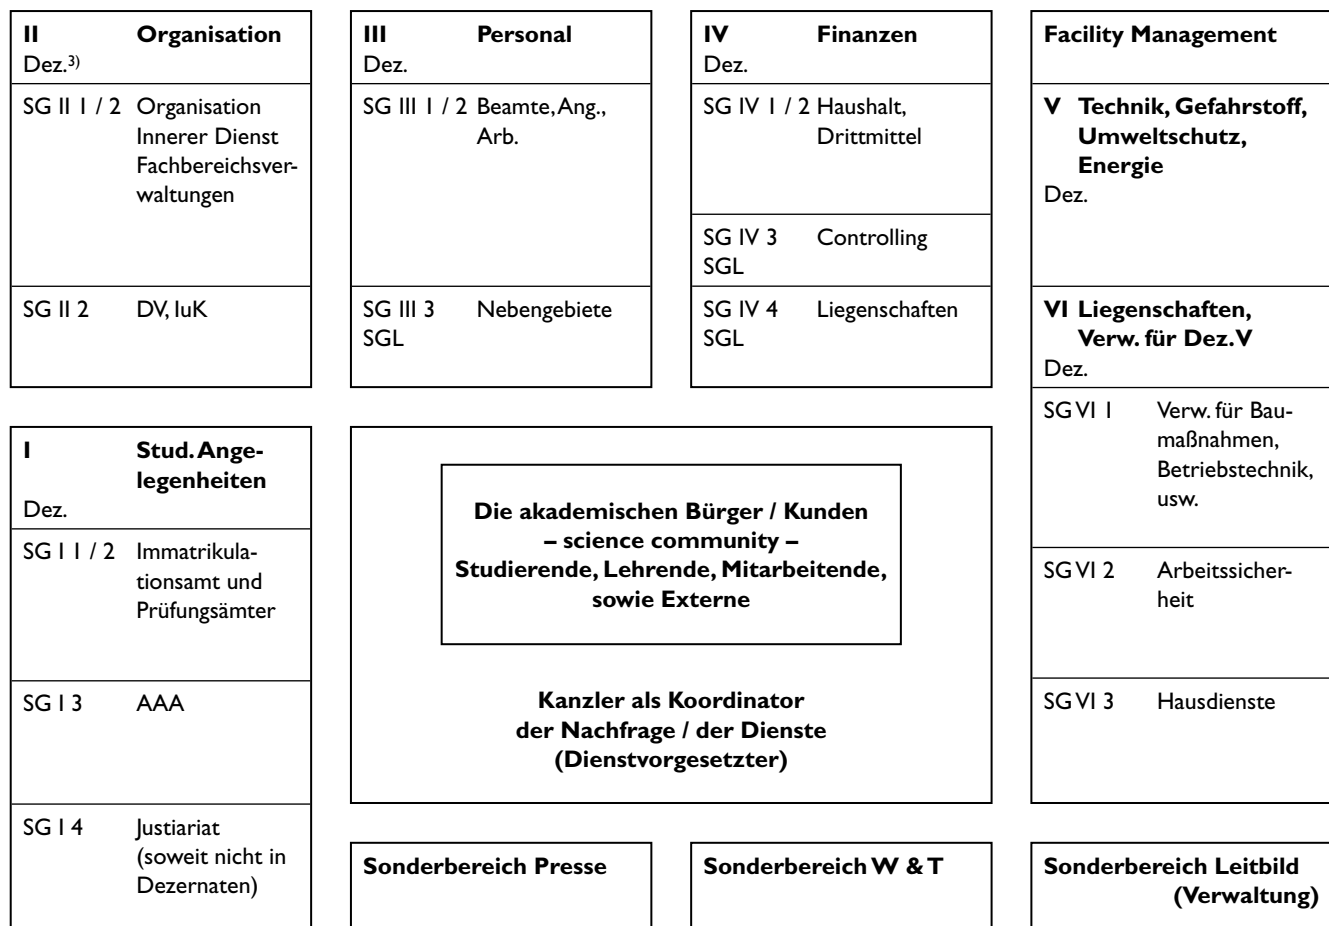 II Organisation
Dez.3)
SG II 1 / 2 Organisation
Innerer Dienst
Fachbereichsver-
waltungen
SG II 2 DV, IuK
III Personal
Dez.
SG III 1 / 2 Beamte, Ang.,
Arb.
SG III 3 Nebengebiete
SGL
IV Finanzen
Dez.
SG IV 1 / 2 Haushalt,
Drittmittel
SG IV 3 Controlling
SGL
SG IV 4 Liegenschaften
SGL
Facility Management
V Technik, Gefahrstoff,
Umweltschutz,
Energie
Dez.
VI Liegenschaften,
Verw. für Dez. V
Dez.
SG VI 1 Verw. für Bau-
maßnahmen,
Betriebstechnik,
usw.
SG VI 2 Arbeitssicher-
heit
SG VI 3 Hausdienste
I Stud. Ange-
legenheiten
Dez.
SG I 1 / 2 Immatrikula-
tionsamt und
Prüfungsämter
SG I 3 AAA
SG I 4 Justiariat
(soweit nicht in
Dezernaten)
Die akademischen Bürger / Kunden
– science community –
Studierende, Lehrende, Mitarbeitende,
sowie Externe
Kanzler als Koordinator
der Nachfrage / der Dienste
(Dienstvorgesetzter)
Sonderbereich Presse
Sonderbereich W & T
Sonderbereich Leitbild
(Verwaltung)